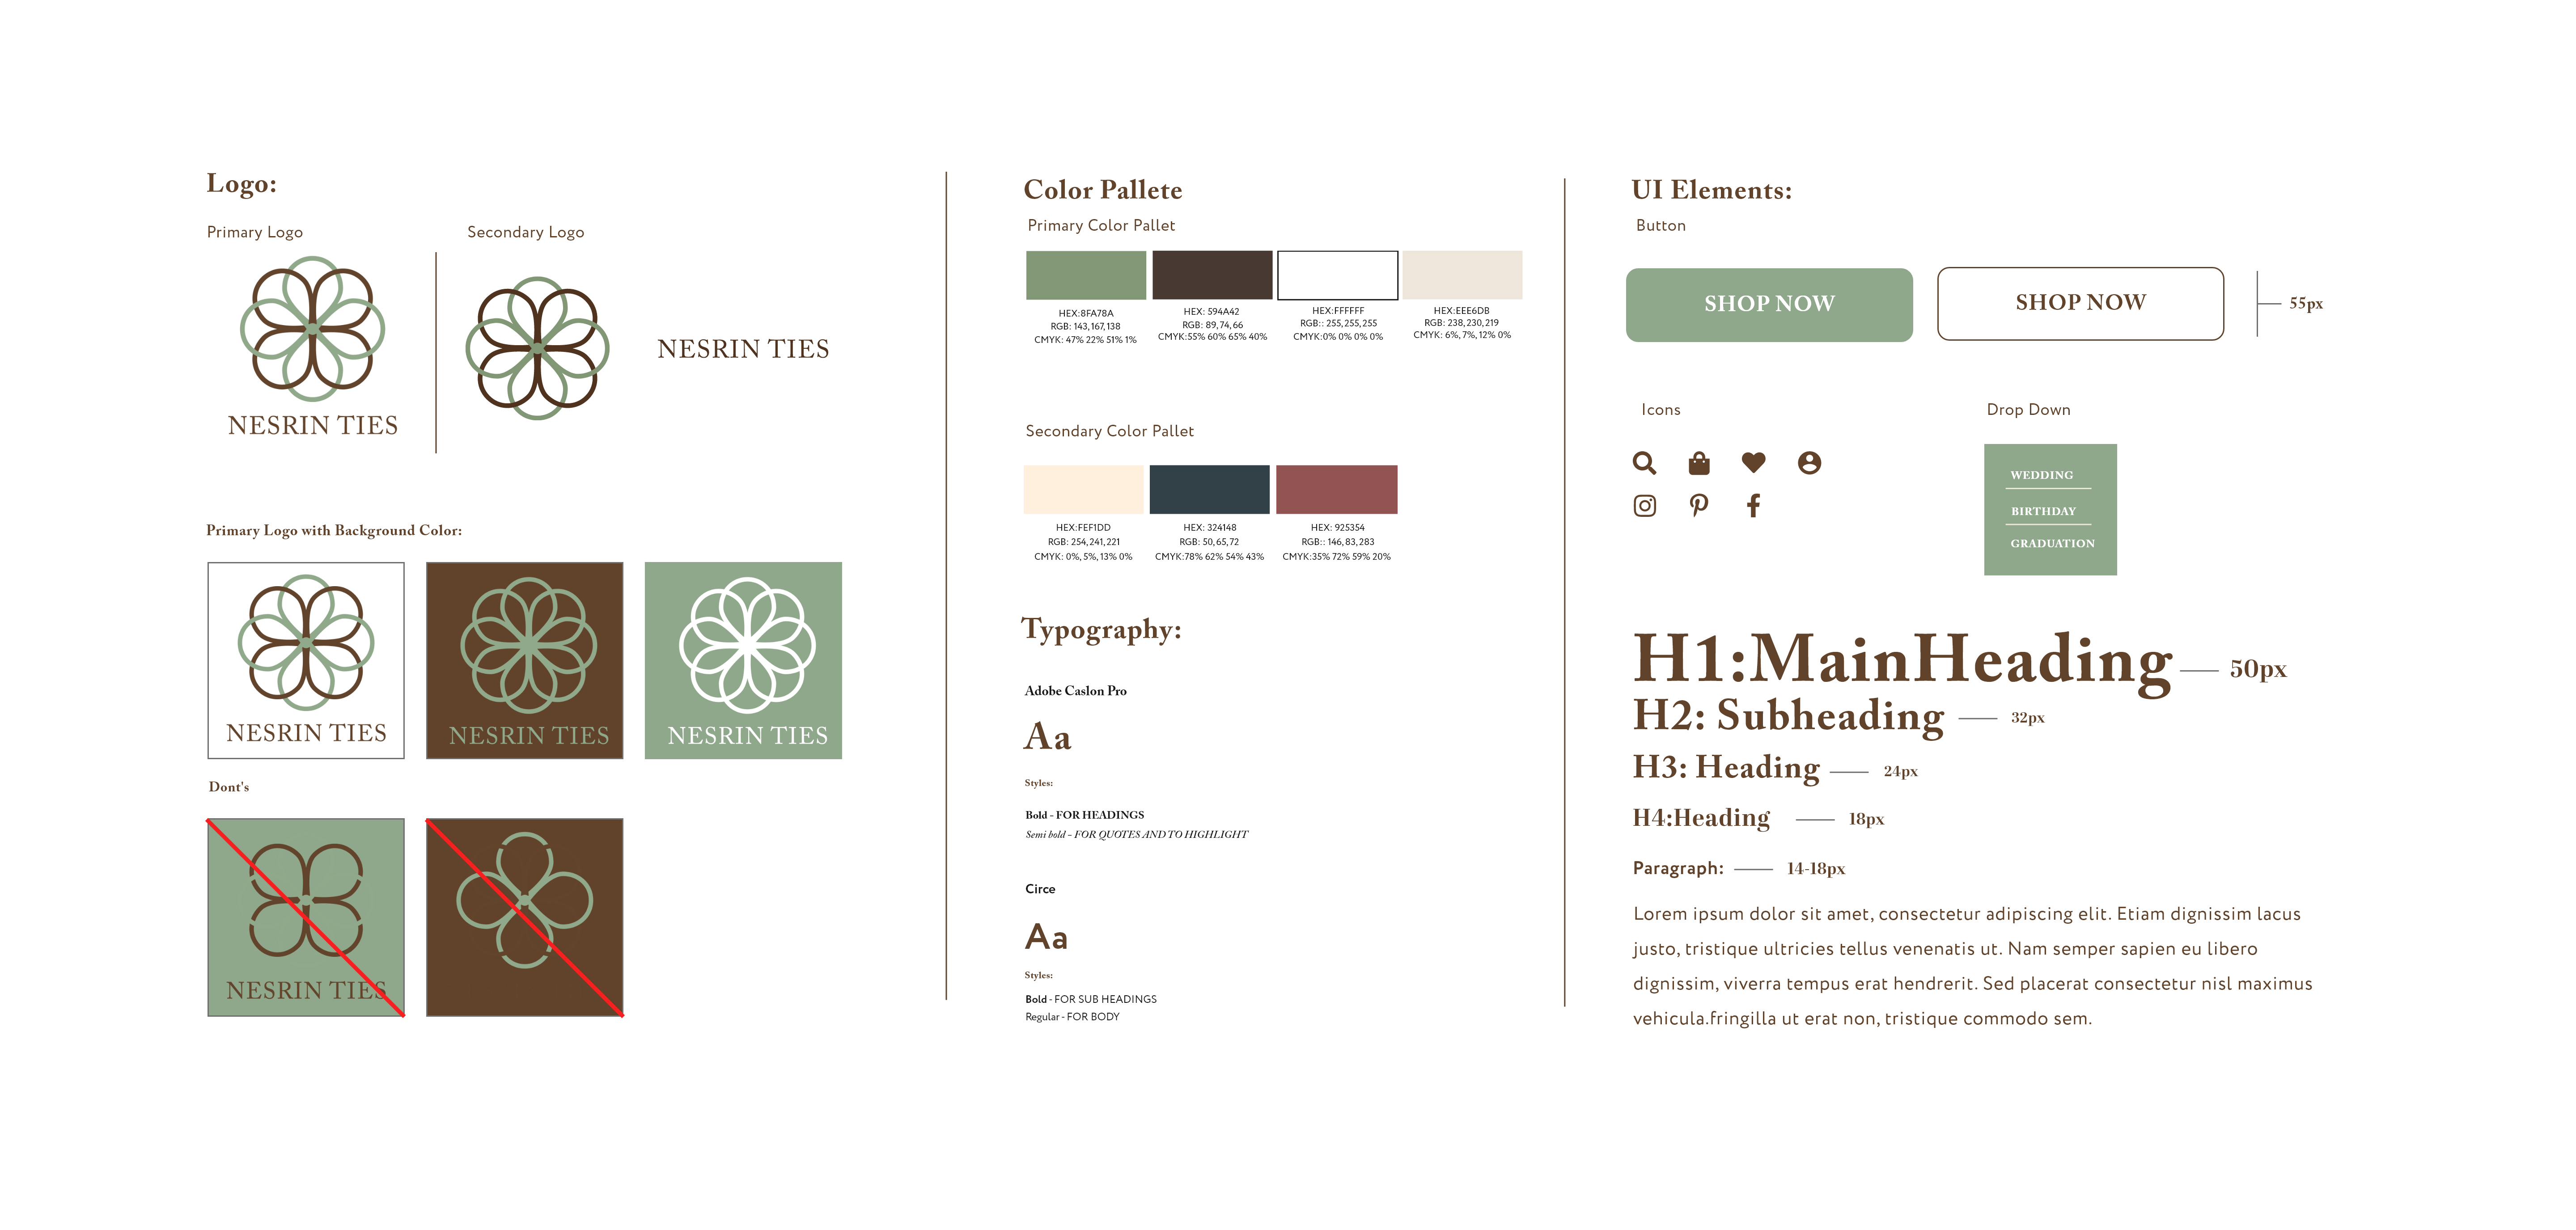 Logo:
Primary Logo
Secondary Logo
NESRIN TIES
NESRIN TIES
Primary Logo with Background Color:
NESRIN TIES
NESRIN TIES
NESRIN TIES
Dont's
NESRIN TIES
Color Pallete
Primary Color Pallet
HEX:8FA78A
RGB: 143,167,138
CMYK: 47% 22% 51% 1%
HEX: 594A42
RGB: 89,74,66
CMYK:55% 60% 65% 40%
HEX:FFFFFF
RGB:: 255,255,255
CMYK:0% 0% 0% 0%
HEX:EEE6DB
RGB: 238,230,219
CMYK: 6%,7%,12% 0%
Secondary Color Pallet
HEX:FEF1DD
RGB: 254,241,221
CMYK: 0%,5%,13% 0%
HEX: 324148
RGB: 50,65,72
CMYK:78% 62% 54% 43%
HEX: 925354
RGB:: 146,83,283
CMYK:35% 72% 59% 20%
Typography:
Adobe Caslon Pro
Aa
Styles:
Bold - FOR HEADINGS
Semi bold - FOR QUOTES AND TO HIGHLIGHT
Circe
Aa
Styles:
Bold - FOR SUB HEADINGS
Regular - FOR BODY
UI Elements:
Button
SHOP NOW
SHOP NOW
55px
Icons
Drop Down
WEDDING
BIRTHDAY
GRADUATION
H1:MainHeading
50px
H2: Subheading
32px
H3: Heading
24px
H4:Heading
18px
Paragraph:
14-18px
Lorem ipsum dolor sit amet, consectetur adipiscing elit. Etiam dignissim lacus
justo, tristique ultricies tellus venenatis ut. Nam semper sapien eu libero
dignissim, viverra tempus erat hendrerit. Sed placerat consectetur nisl maximus
vehicula.fringilla ut erat non, tristique commodo sem.